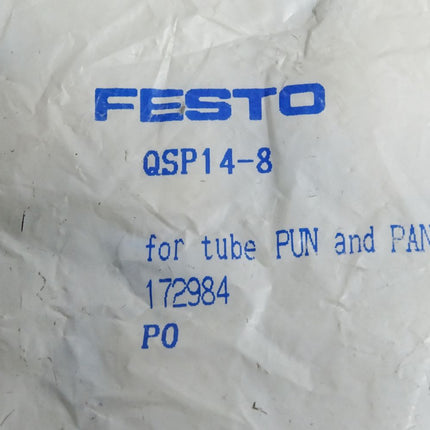 FESTO
QSP14-8
for tube PUN and PAN
172984
PO